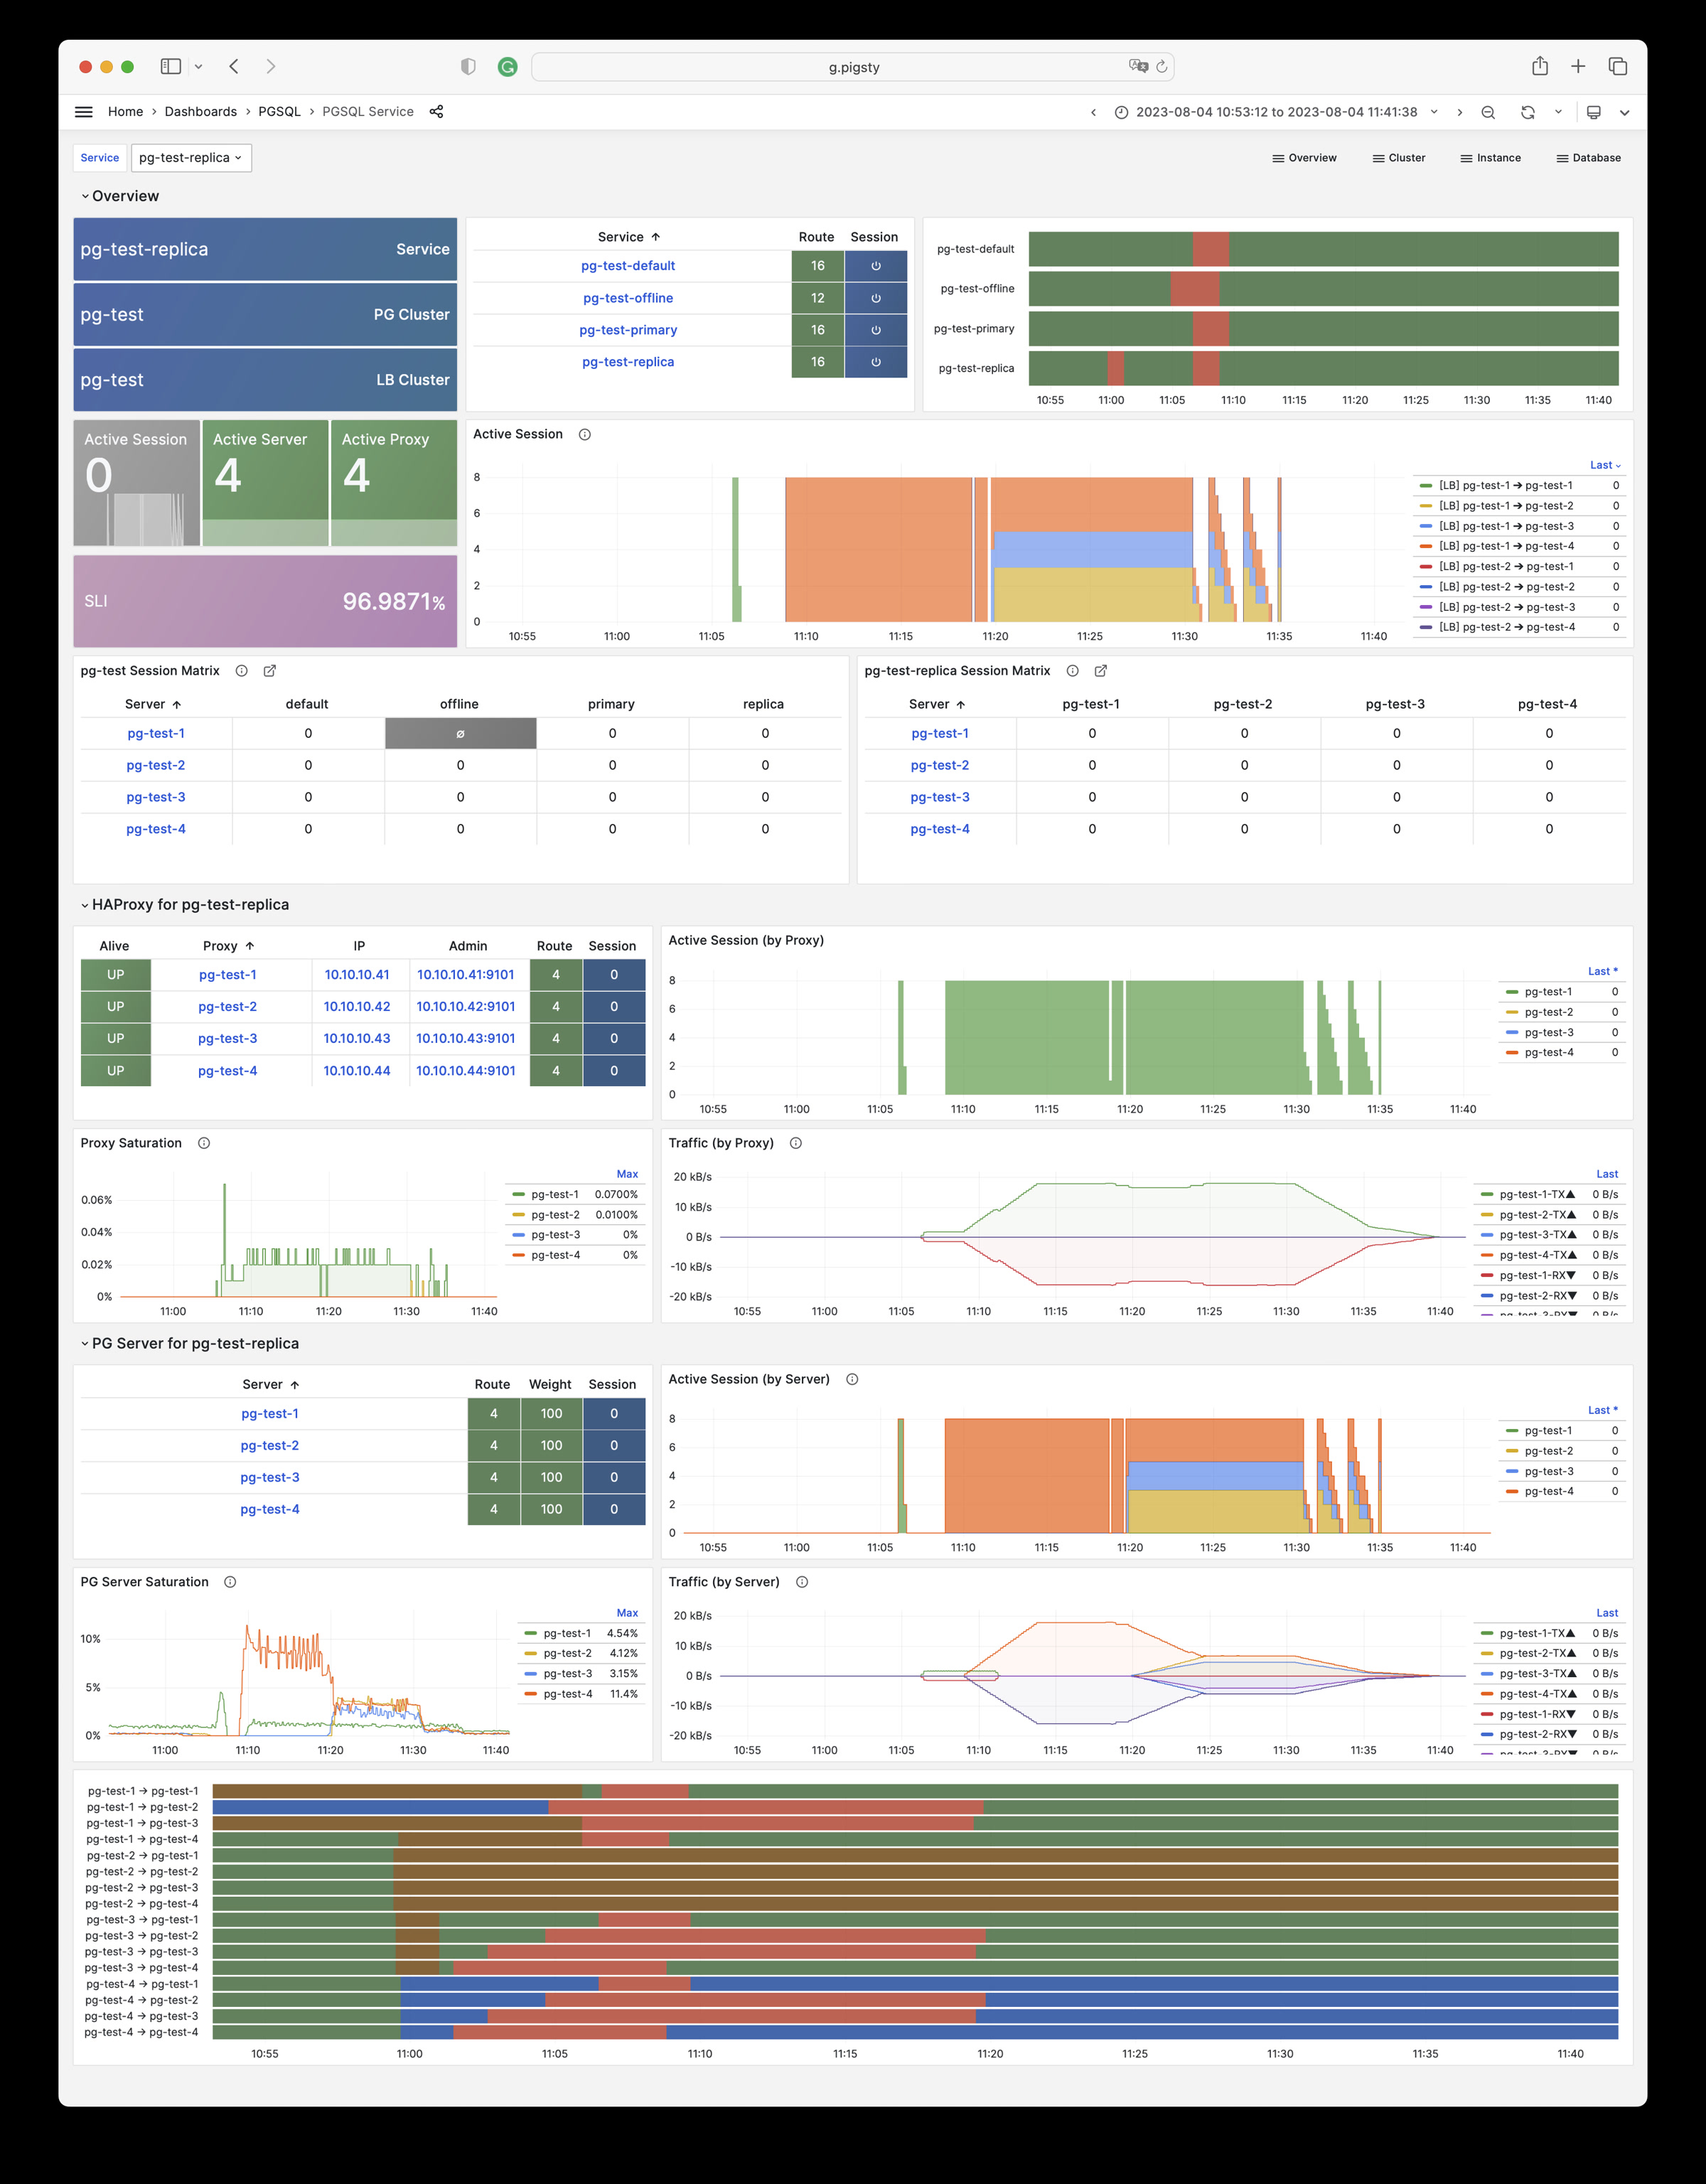 g.pigsty
Home > Dashboards > PGSQL > PGSQL Service
2023-08-04 10:53:12 to 2023-08-04 11:41:38
Service pg-test-replica
Overview Cluster Instance Database
Overview
pg-test-replica Service
pg-test PG Cluster
pg-test LB Cluster
Service ↑ Route Session
pg-test-default 16
pg-test-offline 12
pg-test-primary 16
pg-test-replica 16
pg-test-default
pg-test-offline
pg-test-primary
pg-test-replica
10:55 11:00 11:05 11:10 11:15 11:20 11:25 11:30 11:35 11:40
Active Session
0
Active Server
4
Active Proxy
4
SLI 96.9871%
Active Session
8
6
4
2
0
10:55 11:00 11:05 11:10 11:15 11:20 11:25 11:30 11:35 11:40
Last
[LB] pg-test-1 ➔ pg-test-1 0
[LB] pg-test-1 ➔ pg-test-2 0
[LB] pg-test-1 ➔ pg-test-3 0
[LB] pg-test-1 ➔ pg-test-4 0
[LB] pg-test-2 ➔ pg-test-1 0
[LB] pg-test-2 ➔ pg-test-2 0
[LB] pg-test-2 ➔ pg-test-3 0
[LB] pg-test-2 ➔ pg-test-4 0
pg-test Session Matrix
Server ↑ default offline primary replica
pg-test-1 0 ∅ 0 0
pg-test-2 0 0 0 0
pg-test-3 0 0 0 0
pg-test-4 0 0 0 0
pg-test-replica Session Matrix
Server ↑ pg-test-1 pg-test-2 pg-test-3 pg-test-4
pg-test-1 0 0 0 0
pg-test-2 0 0 0 0
pg-test-3 0 0 0 0
pg-test-4 0 0 0 0
HAProxy for pg-test-replica
Alive Proxy ↑ IP Admin Route Session
UP pg-test-1 10.10.10.41 10.10.10.41:9101 4 0
UP pg-test-2 10.10.10.42 10.10.10.42:9101 4 0
UP pg-test-3 10.10.10.43 10.10.10.43:9101 4 0
UP pg-test-4 10.10.10.44 10.10.10.44:9101 4 0
Active Session (by Proxy)
8
6
4
2
0
10:55 11:00 11:05 11:10 11:15 11:20 11:25 11:30 11:35 11:40
Last *
pg-test-1 0
pg-test-2 0
pg-test-3 0
pg-test-4 0
Proxy Saturation
0.06%
0.04%
0.02%
0%
11:00 11:10 11:20 11:30 11:40
Max
pg-test-1 0.0700%
pg-test-2 0.0100%
pg-test-3 0%
pg-test-4 0%
Traffic (by Proxy)
20 kB/s
10 kB/s
0 B/s
-10 kB/s
-20 kB/s
10:55 11:00 11:05 11:10 11:15 11:20 11:25 11:30 11:35 11:40
Last
pg-test-1-TX▲ 0 B/s
pg-test-2-TX▲ 0 B/s
pg-test-3-TX▲ 0 B/s
pg-test-4-TX▲ 0 B/s
pg-test-1-RX▼ 0 B/s
pg-test-2-RX▼ 0 B/s
pg-test-3-RX▼ 0 B/s
PG Server for pg-test-replica
Server ↑ Route Weight Session
pg-test-1 4 100 0
pg-test-2 4 100 0
pg-test-3 4 100 0
pg-test-4 4 100 0
Active Session (by Server)
8
6
4
2
0
10:55 11:00 11:05 11:10 11:15 11:20 11:25 11:30 11:35 11:40
Last *
pg-test-1 0
pg-test-2 0
pg-test-3 0
pg-test-4 0
PG Server Saturation
10%
5%
0%
11:00 11:10 11:20 11:30 11:40
Max
pg-test-1 4.54%
pg-test-2 4.12%
pg-test-3 3.15%
pg-test-4 11.4%
Traffic (by Server)
20 kB/s
10 kB/s
0 B/s
-10 kB/s
-20 kB/s
10:55 11:00 11:05 11:10 11:15 11:20 11:25 11:30 11:35 11:40
Last
pg-test-1-TX▲ 0 B/s
pg-test-2-TX▲ 0 B/s
pg-test-3-TX▲ 0 B/s
pg-test-4-TX▲ 0 B/s
pg-test-1-RX▼ 0 B/s
pg-test-2-RX▼ 0 B/s
pg-test-3-RX▼ 0 B/s
pg-test-1 → pg-test-1
pg-test-1 → pg-test-2
pg-test-1 → pg-test-3
pg-test-1 → pg-test-4
pg-test-2 → pg-test-1
pg-test-2 → pg-test-2
pg-test-2 → pg-test-3
pg-test-2 → pg-test-4
pg-test-3 → pg-test-1
pg-test-3 → pg-test-2
pg-test-3 → pg-test-3
pg-test-3 → pg-test-4
pg-test-4 → pg-test-1
pg-test-4 → pg-test-2
pg-test-4 → pg-test-3
pg-test-4 → pg-test-4
10:55 11:00 11:05 11:10 11:15 11:20 11:25 11:30 11:35 11:40